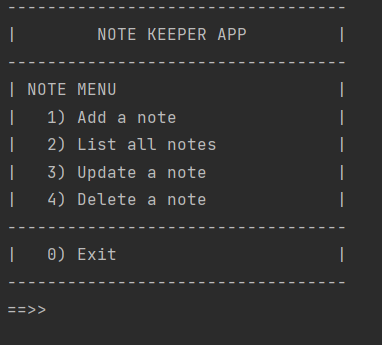 ----------------------------------
|        NOTE KEEPER APP         |
----------------------------------
| NOTE MENU                      |
|   1) Add a note                |
|   2) List all notes            |
|   3) Update a note             |
|   4) Delete a note             |
----------------------------------
|   0) Exit                      |
----------------------------------
==>>